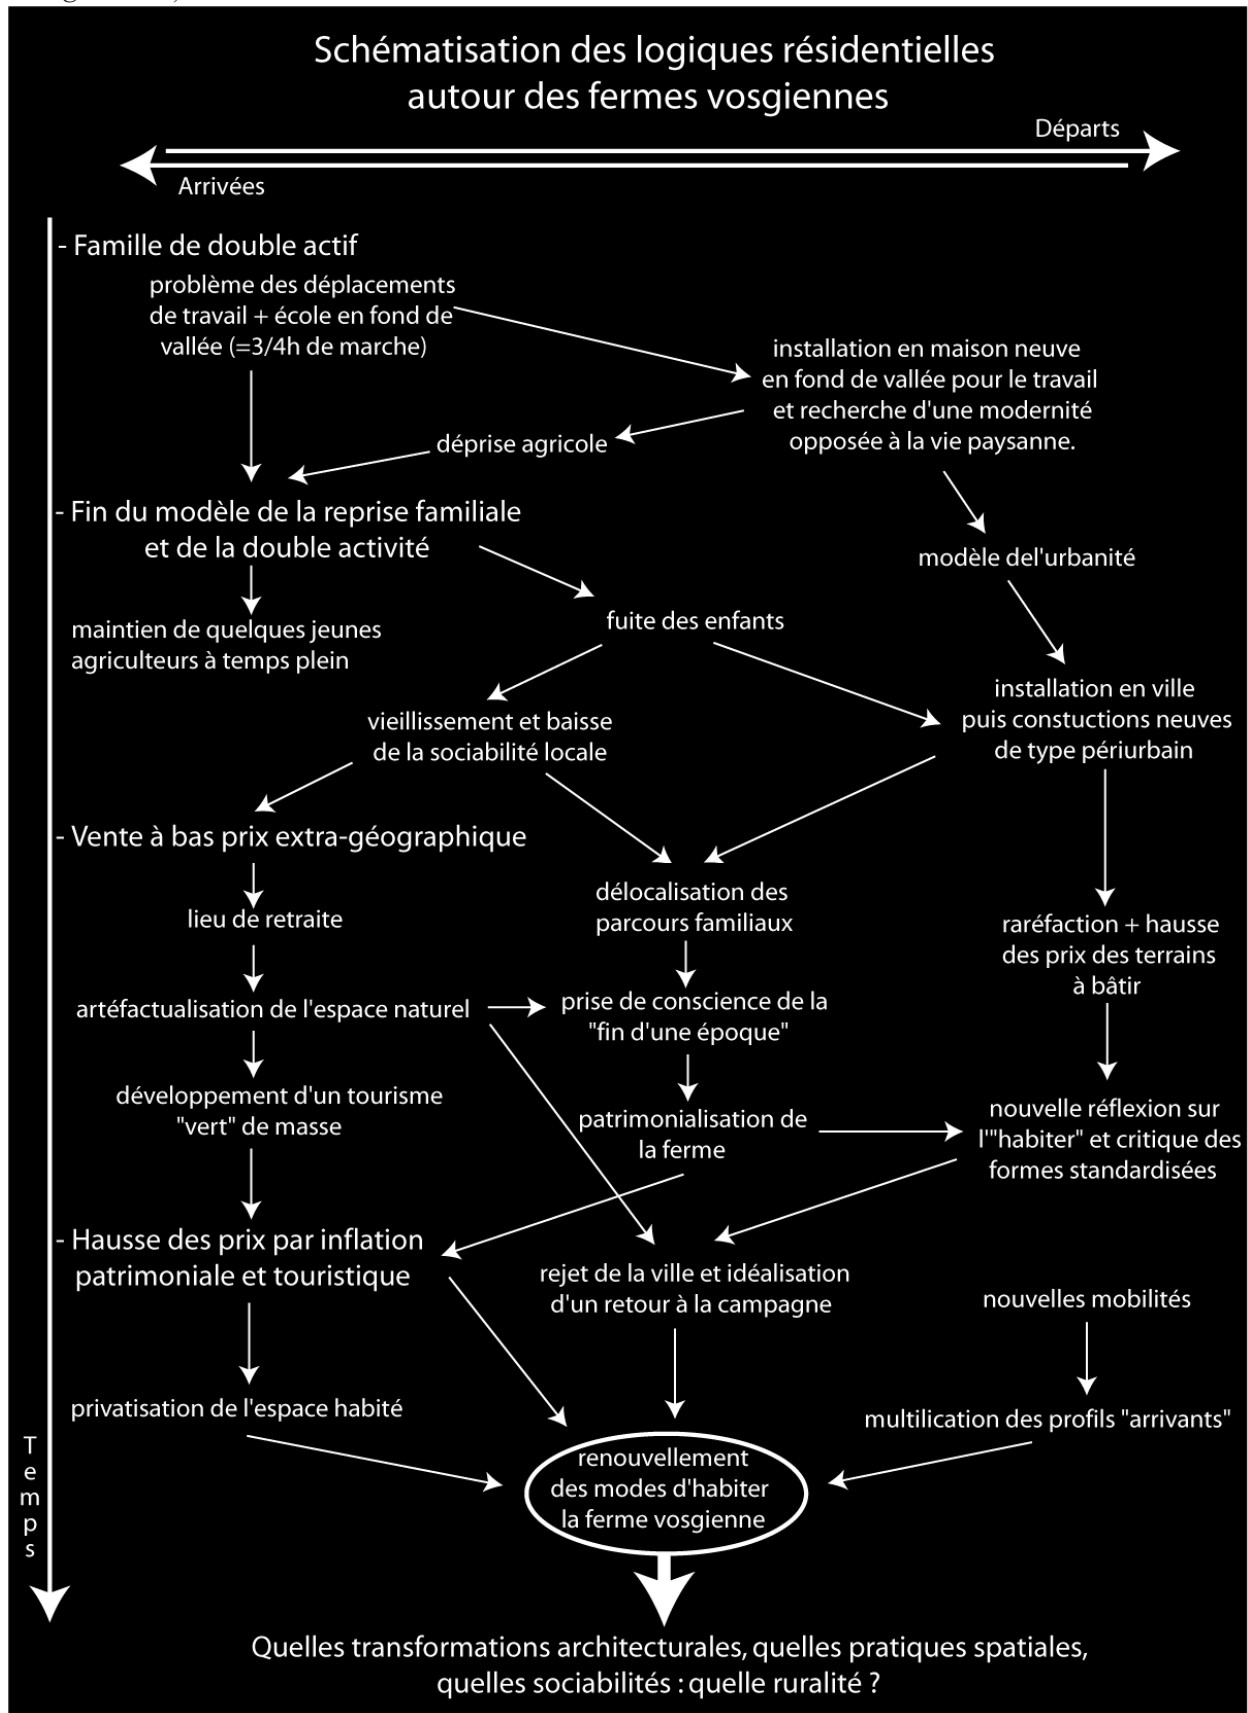 Schématisation des logiques résidentielles
autour des fermes vosgiennes
Départs
Arrivées
- Famille de double actif
problème des déplacements
de travail + école en fond de
vallée (=3/4h de marche)
installation en maison neuve
en fond de vallée pour le travail
et recherche d'une modernité
opposée à la vie paysanne.
déprise agricole
- Fin du modèle de la reprise familiale
et de la double activité
modèle del'urbanité
fuite des enfants
maintien de quelques jeunes
agriculteurs à temps plein
installation en ville
puis constuctions neuves
de type périurbain
vieillissement et baisse
de la sociabilité locale
- Vente à bas prix extra-géographique
délocalisation des
parcours familiaux
lieu de retraite
raréfaction + hausse
des prix des terrains
à bâtir
artéfactualisation de l'espace naturel
prise de conscience de la
"fin d'une époque"
développement d'un tourisme
"vert" de masse
patrimonialisation de
la ferme
nouvelle réflexion sur
l'"habiter" et critique des
formes standardisées
- Hausse des prix par inflation
patrimoniale et touristique
rejet de la ville et idéalisation
d'un retour à la campagne
nouvelles mobilités
privatisation de l'espace habité
multilication des profils "arrivants"
renouvellement
des modes d'habiter
la ferme vosgienne
Temps
Quelles transformations architecturales, quelles pratiques spatiales,
quelles sociabilités : quelle ruralité ?